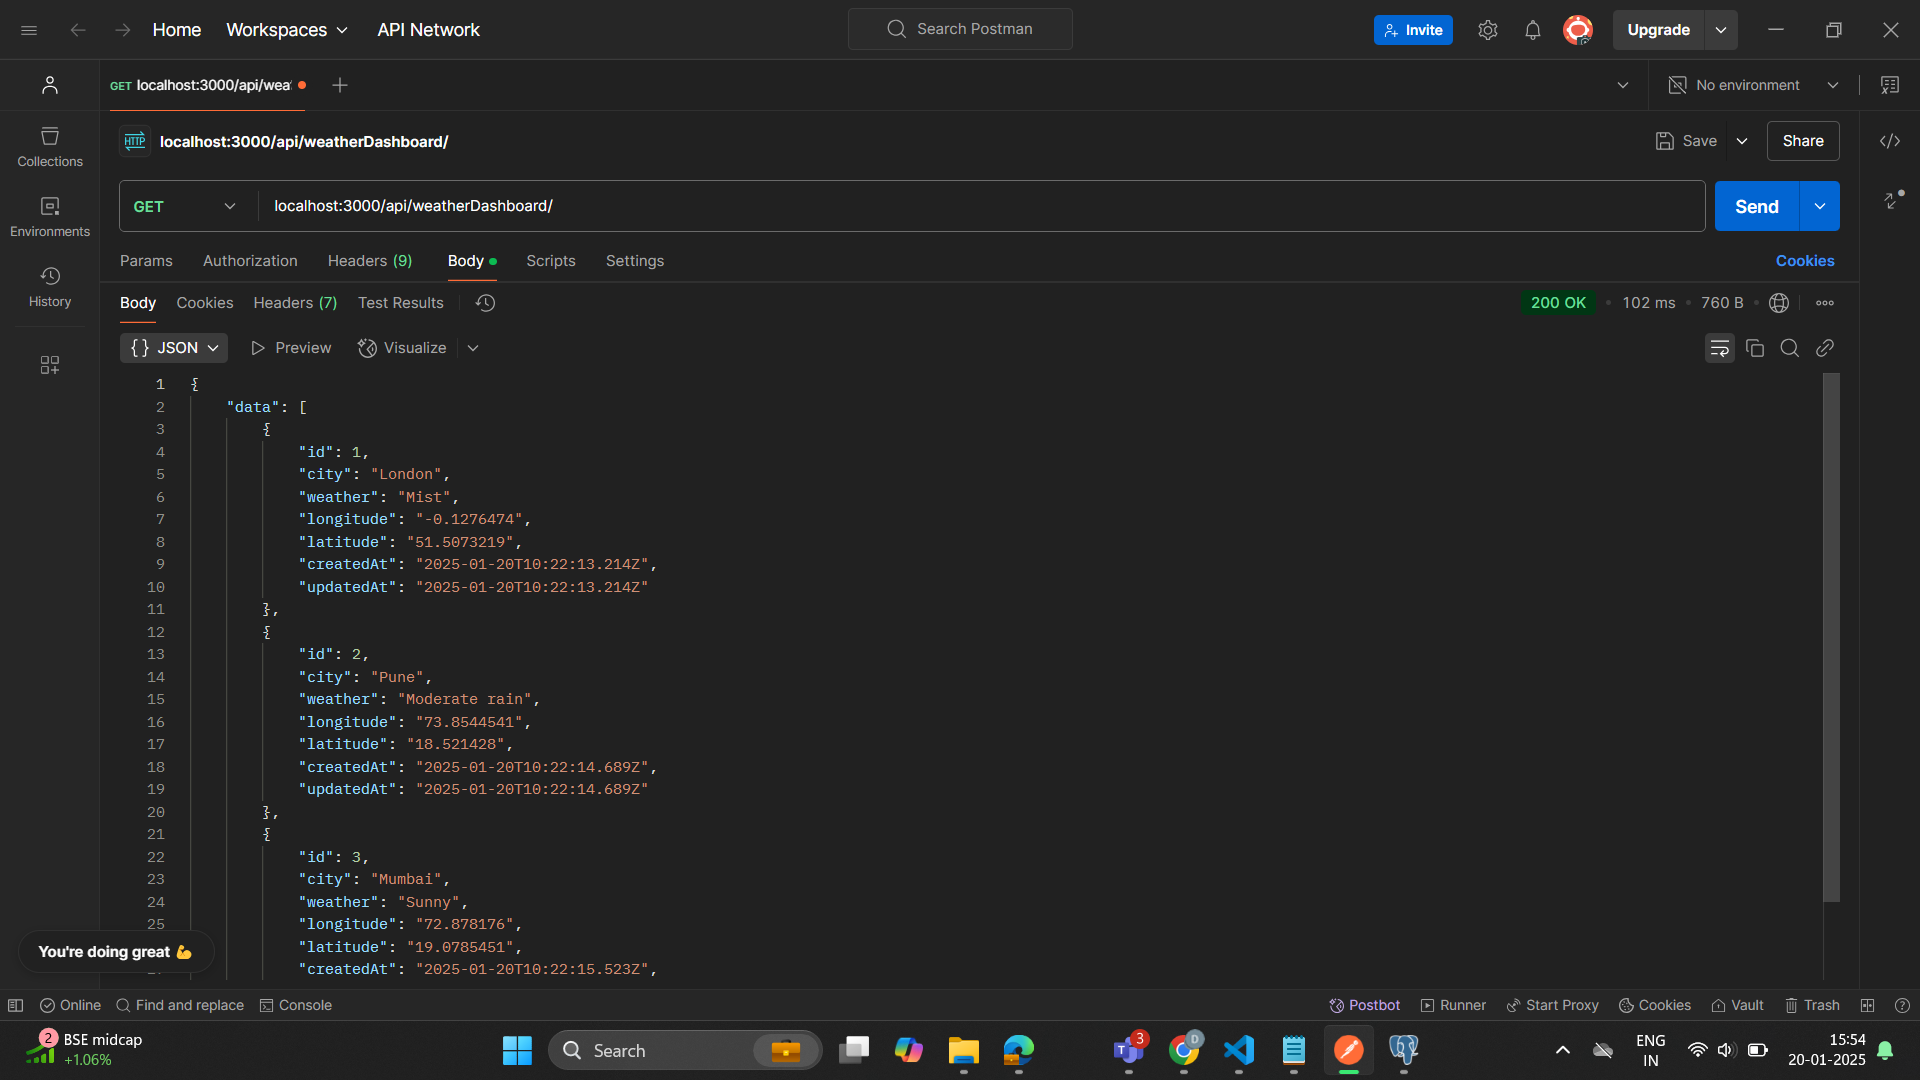 Home Workspaces API Network Search Postman Invite Upgrade
GET localhost:3000/api/wea No environment
HTTP localhost:3000/api/weatherDashboard/ Save Share
Collections
GET localhost:3000/api/weatherDashboard/ Send
Environments
Params Authorization Headers (9) Body Scripts Settings Cookies
History
Body Cookies Headers (7) Test Results 200 OK • 102 ms • 760 B
{} JSON Preview Visualize
1 {
2 "data": [
3 {
4 "id": 1,
5 "city": "London",
6 "weather": "Mist",
7 "longitude": "-0.1276474",
8 "latitude": "51.5073219",
9 "createdAt": "2025-01-20T10:22:13.214Z",
10 "updatedAt": "2025-01-20T10:22:13.214Z"
11 },
12 {
13 "id": 2,
14 "city": "Pune",
15 "weather": "Moderate rain",
16 "longitude": "73.8544541",
17 "latitude": "18.521428",
18 "createdAt": "2025-01-20T10:22:14.689Z",
19 "updatedAt": "2025-01-20T10:22:14.689Z"
20 },
21 {
22 "id": 3,
23 "city": "Mumbai",
24 "weather": "Sunny",
25 "longitude": "72.878176",
"latitude": "19.0785451",
You're doing great 💪
"createdAt": "2025-01-20T10:22:15.523Z",
Online Find and replace Console Postbot Runner Start Proxy Cookies Vault Trash
2 BSE midcap
+1.06%
Search
3
D
ENG
IN
15:54
20-01-2025